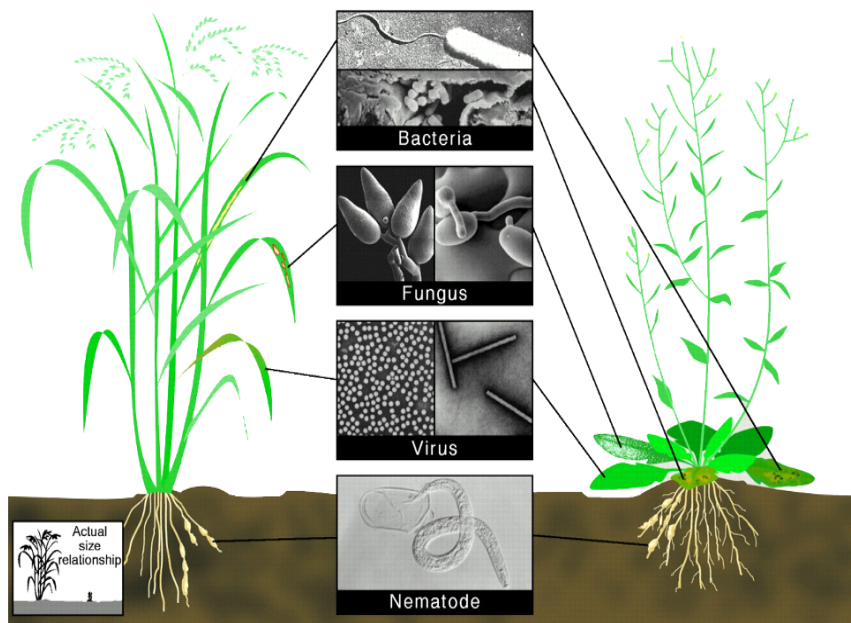 Bacteria
Fungus
Virus
Nematode
Actual
size
relationship